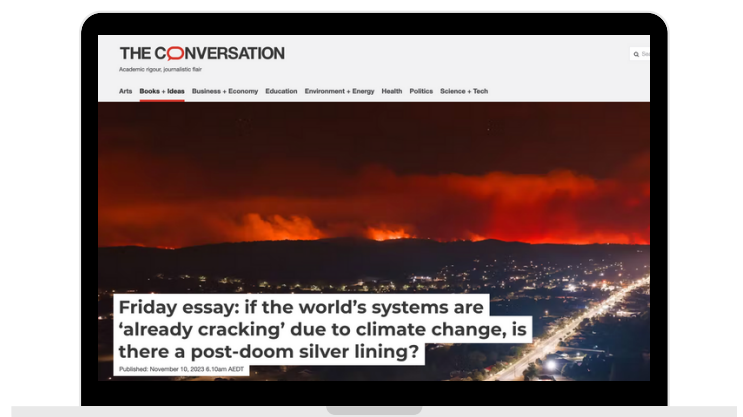 THE CONVERSATION
Academic rigour, journalistic flair
Arts Books + Ideas Business + Economy Education Environment + Energy Health Politics Science + Tech
Friday essay: if the world's systems are
'already cracking' due to climate change, is
there a post-doom silver lining?
Published: November 10, 2023 6.10am AEDT